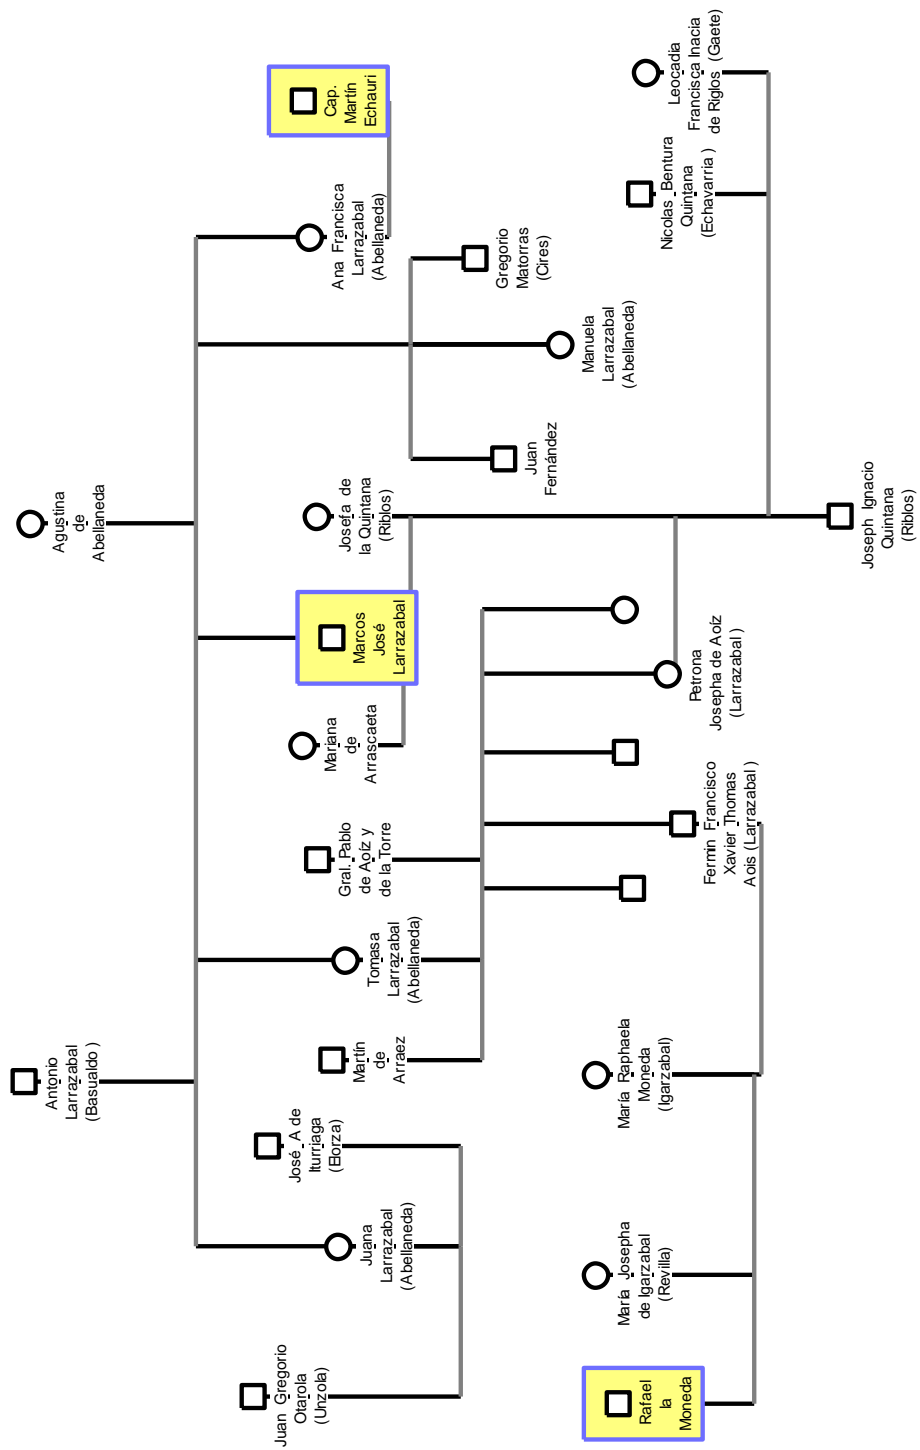 Antonio
Larrazabal
(Basualdo )
Agustina
de
Abellaneda
Juan Gregorio
Otarola
(Unzola)
Juana
Larrazabal
(Abellaneda)
José A de
Iturriaga
(Borza)
Martín
de
Arraez
Tomasa
Larrazabal
(Abellaneda)
Gral. Pablo
de Aoíz y
de la Torre
Mariana
de
Arrascaeta
Marcos
José
Larrazabal
Josefa de
la Quintana
(Riblos)
Juan
Fernández
Manuela
Larrazabal
(Abellaneda)
Gregorio
Matorras
(Cires)
Ana Francisca
Larrazabal
(Abellaneda)
Cap.
Martín
Echauri
Rafael
la
Moneda
María Josepha
de Igarzabal
(Revilla)
María Raphaela
Moneda
(Igarzabal)
Fermin Francisco
Xavier Thomas
Aois (Larrazabal )
Petrona
Josepha de Aoíz
(Larrazabal )
Joseph Ignacio
Quintana
(Riblos)
Nicolas Bentura
Quintana
(Echavarria )
Leocadia
Francisca Inacia
de Riglos (Gaete)